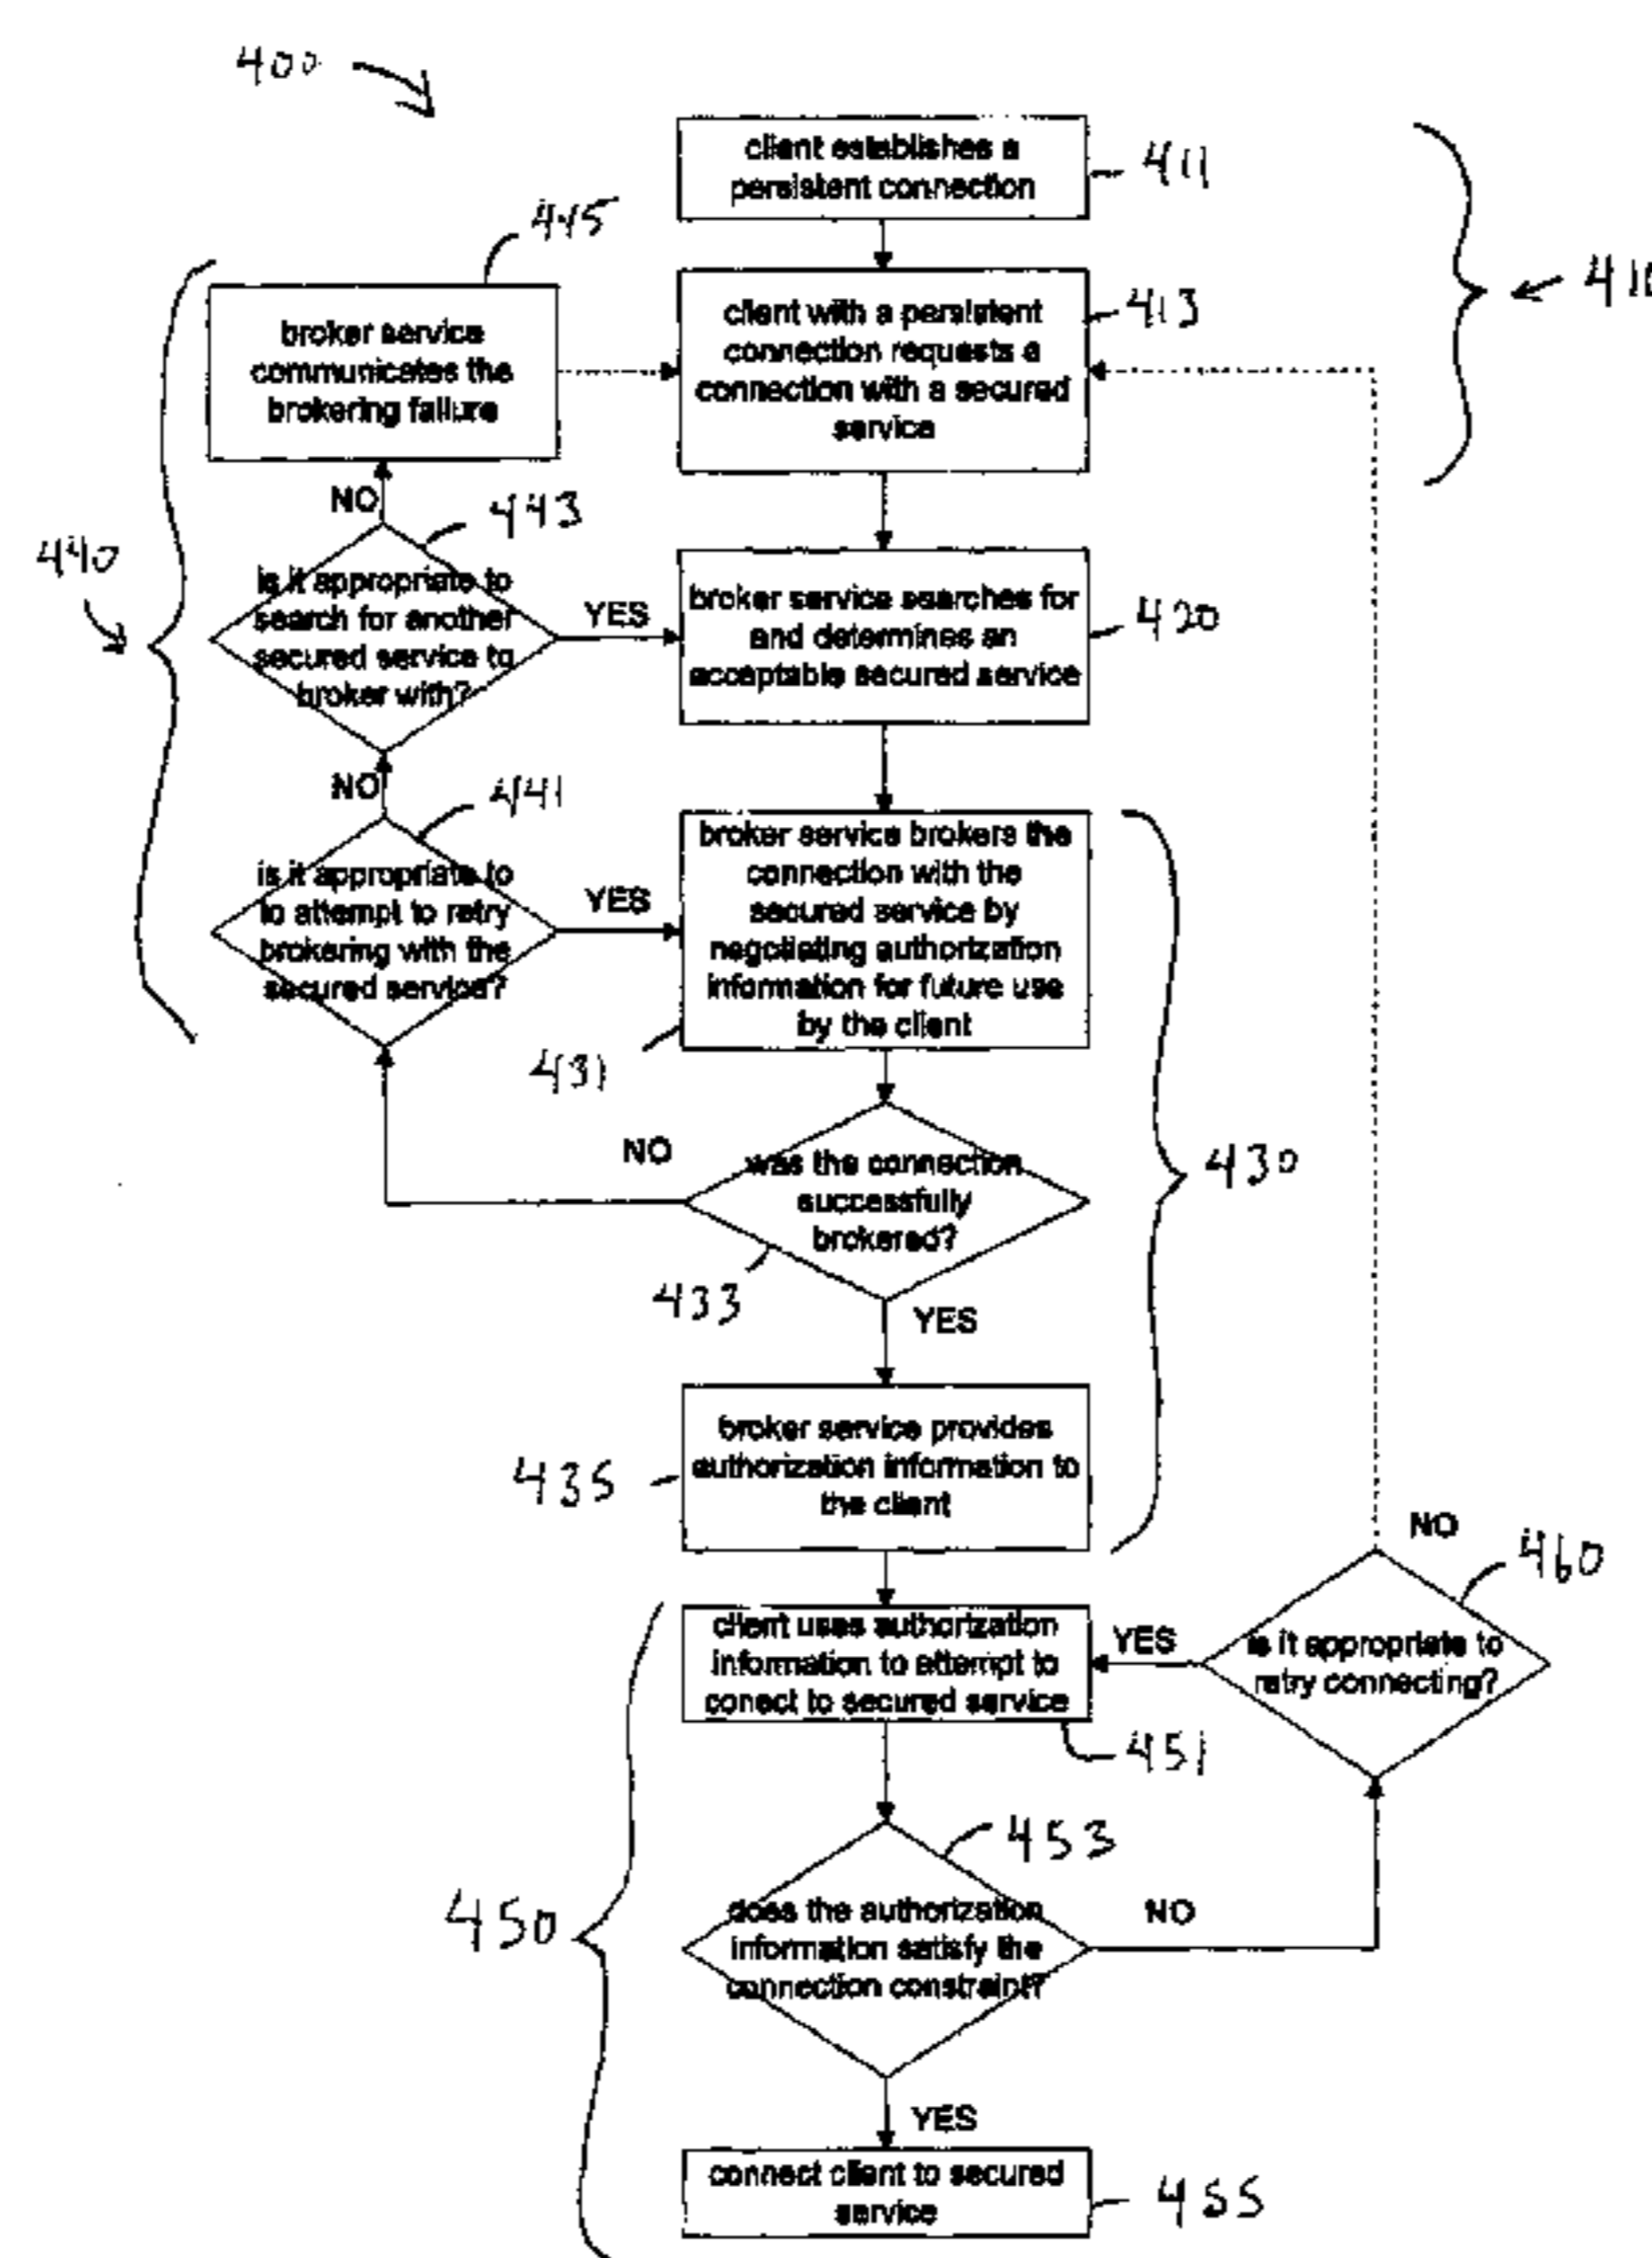 400
client establishes a
persistent connection
411
410
445
broker service
communicates the
brokering failure
client with a persistent
connection requests a
connection with a secured
service
413
NO
443
440
is it appropriate to
search for another
secured service to
broker with?
YES
broker service searches for
and determines an
acceptable secured service
420
NO
441
is it appropriate to
to attempt to retry
brokering with the
secured service?
YES
broker service brokers the
connection with the
secured service by
negotiating authorization
information for future use
by the client
431
430
NO
was the connection
successfully
brokered?
433
YES
broker service provides
authorization information to
the client
435
NO
460
client uses authorization
information to attempt to
conect to secured service
YES
is it appropriate to
retry connecting?
451
453
450
does the authorization
information satisfy the
connection constraint?
NO
YES
connect client to secured
service
455